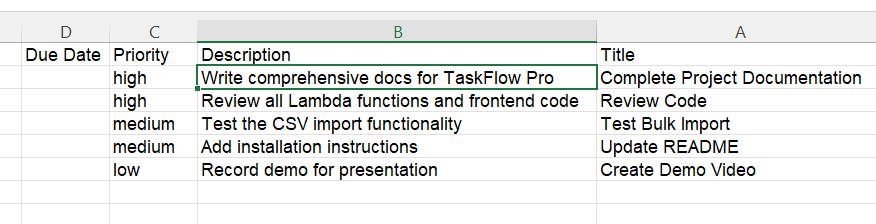 D C B A
Due Date Priority Description Title
high Write comprehensive docs for TaskFlow Pro Complete Project Documentation
high Review all Lambda functions and frontend code Review Code
medium Test the CSV import functionality Test Bulk Import
medium Add installation instructions Update README
low Record demo for presentation Create Demo Video